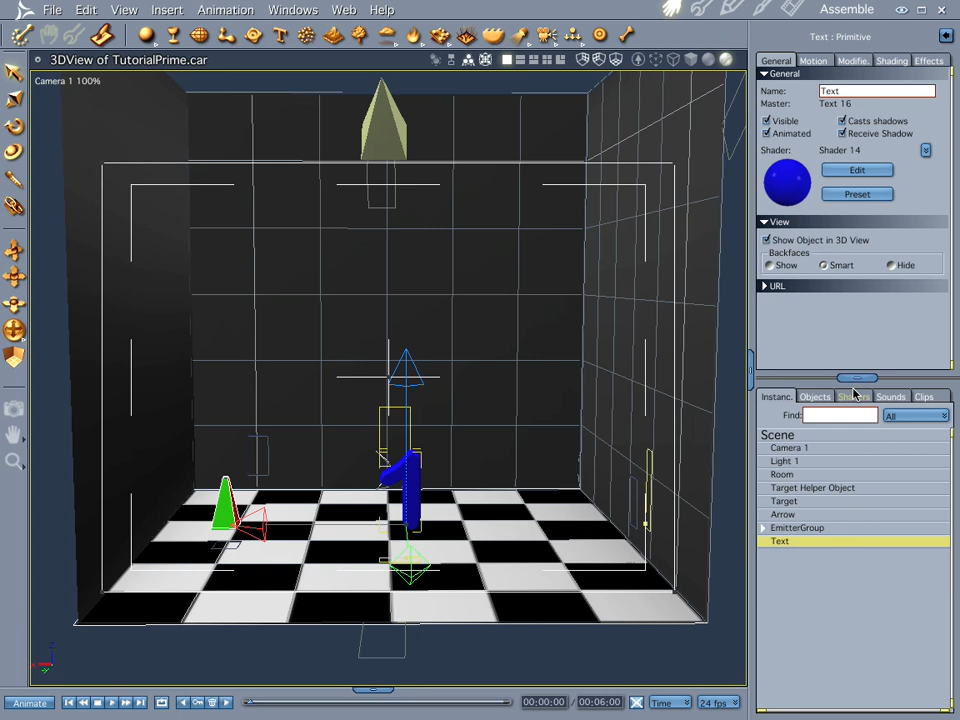 File Edit View Insert Animation Windows Web Help Assemble
Text : Primitive
3DView of TutorialPrime.car
General Motion Modifie. Shading Effects
Camera 1 100%
General
Name: Text
Master: Text 16
Visible Casts shadows
Animated Receive Shadow
Shader: Shader 14
Edit
Preset
View
Show Object in 3D View
Backfaces
Show Smart Hide
URL
Instanc. Objects Shaders Sounds Clips
Find: All
Scene
Camera 1
Light 1
Room
Target Helper Object
Target
Arrow
EmitterGroup
Text
1
Animate 00:00:00 / 00:06:00 Time 24 fps